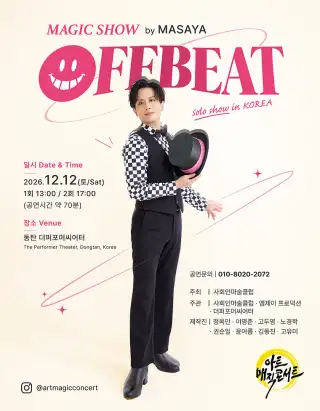 MAGIC SHOW by MASAYA
OFFBEAT
solo show in KOREA
일시 Date & Time
2026.12.12(토/Sat)
1회 13:00 / 2회 17:00
(공연시간 약 70분)
장소 Venue
동탄 더퍼포머씨어터
The Performer Theater, Dongtan, Korea
공연문의 | 010-8020-2072
주최 | 사회인마술클럽
주관 | 사회인마술클럽 · 엠제이 프로덕션
· 더퍼포머씨어터
제작진 | 정목민 · 이명준 · 고두영 · 노경학
· 권순일 · 윤여름 · 김동진 · 고유미
아트
매직콘서트
@artmagicconcert